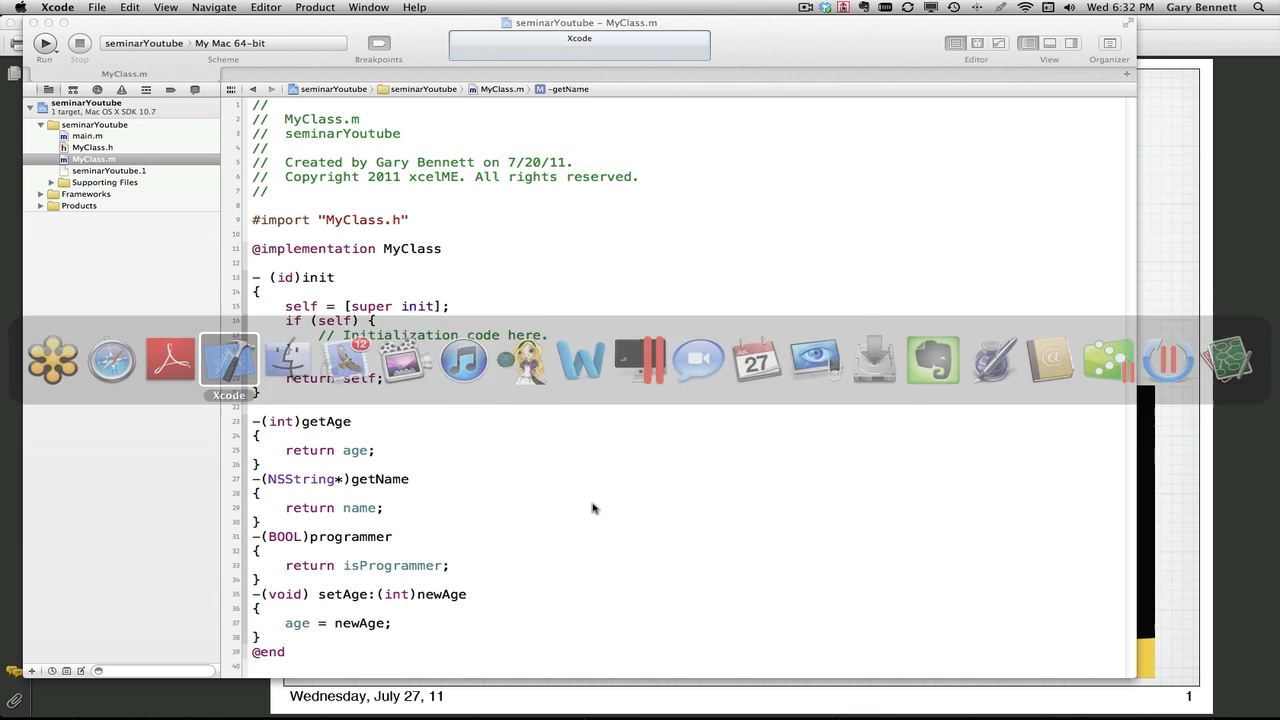 Xcode File Edit View Navigate Editor Product Window Help Wed 6:32 PM Gary Bennett
seminarYoutube – MyClass.m
seminarYoutube › My Mac 64-bit
Xcode
Run Stop Scheme Breakpoints Editor View Organizer
MyClass.m
seminarYoutube
1 target, Mac OS X SDK 10.7
seminarYoutube
main.m
MyClass.h
MyClass.m
seminarYoutube.1
Supporting Files
Frameworks
Products
seminarYoutube › seminarYoutube › MyClass.m › M -getName
1 //
2 // MyClass.m
3 // seminarYoutube
4 //
5 // Created by Gary Bennett on 7/20/11.
6 // Copyright 2011 xcelME. All rights reserved.
7 //
8
9 #import "MyClass.h"
10
11 @implementation MyClass
12
13 - (id)init
14 {
15 self = [super init];
16 if (self) {
// Initialization code here.
return self;
}
22
23 -(int)getAge
24 {
25 return age;
26 }
27 -(NSString*)getName
28 {
29 return name;
30 }
31 -(BOOL)programmer
32 {
33 return isProgrammer;
34 }
35 -(void) setAge:(int)newAge
36 {
37 age = newAge;
38 }
39 @end
40
12
W
JUL
27
Xcode
Wednesday, July 27, 11
1